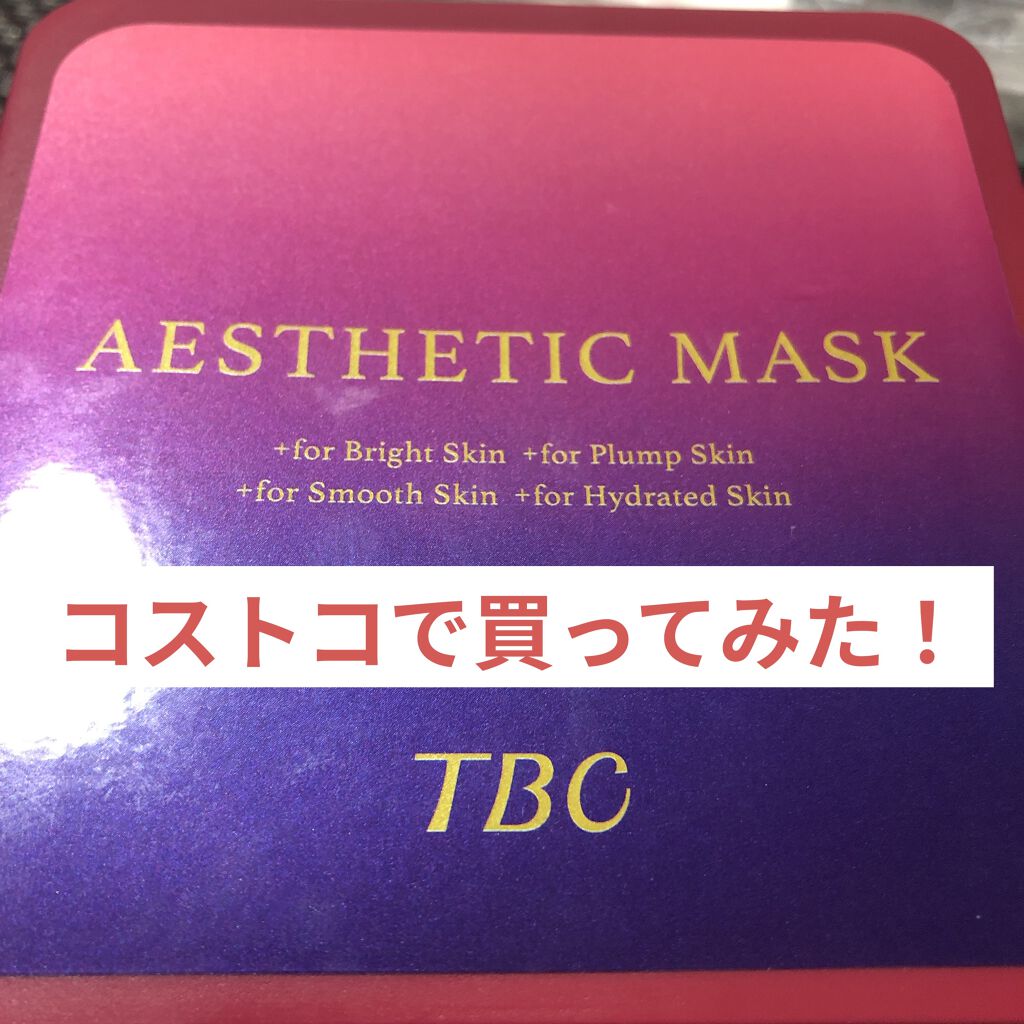 AESTHETIC MASK
+for Bright Skin +for Plump Skin
+for Smooth Skin +for Hydrated Skin
コストコで買ってみた！
TBC